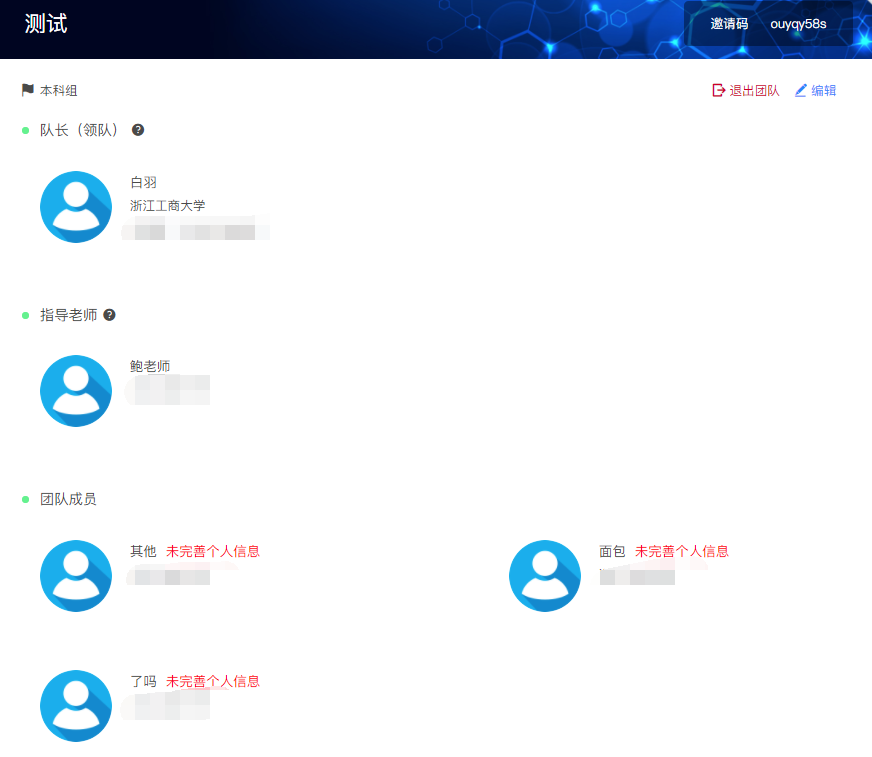 测试
邀请码 ouyqy58s
本科组
退出团队 编辑
队长（领队）
白羽
浙江工商大学
指导老师
鲍老师
团队成员
其他 未完善个人信息
面包 未完善个人信息
了吗 未完善个人信息